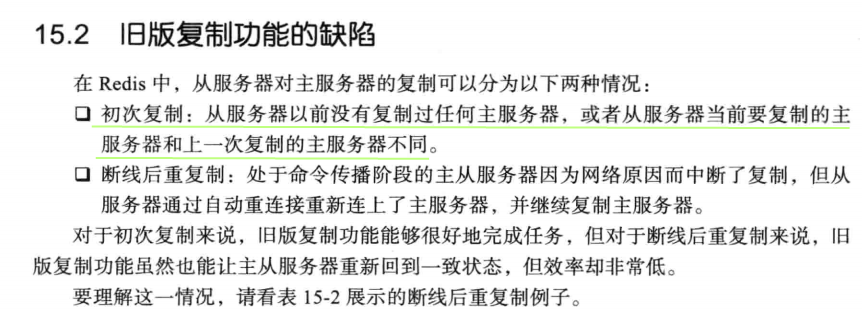 15.2 旧版复制功能的缺陷
在 Redis 中，从服务器对主服务器的复制可以分为以下两种情况：
❑ 初次复制：从服务器以前没有复制过任何主服务器，或者从服务器当前要复制的主
服务器和上一次复制的主服务器不同。
❑ 断线后重复制：处于命令传播阶段的主从服务器因为网络原因而中断了复制，但从
服务器通过自动重连接重新连上了主服务器，并继续复制主服务器。
对于初次复制来说，旧版复制功能能够很好地完成任务，但对于断线后重复制来说，旧
版复制功能虽然也能让主从服务器重新回到一致状态，但效率却非常低。
要理解这一情况，请看表 15-2 展示的断线后重复制例子。